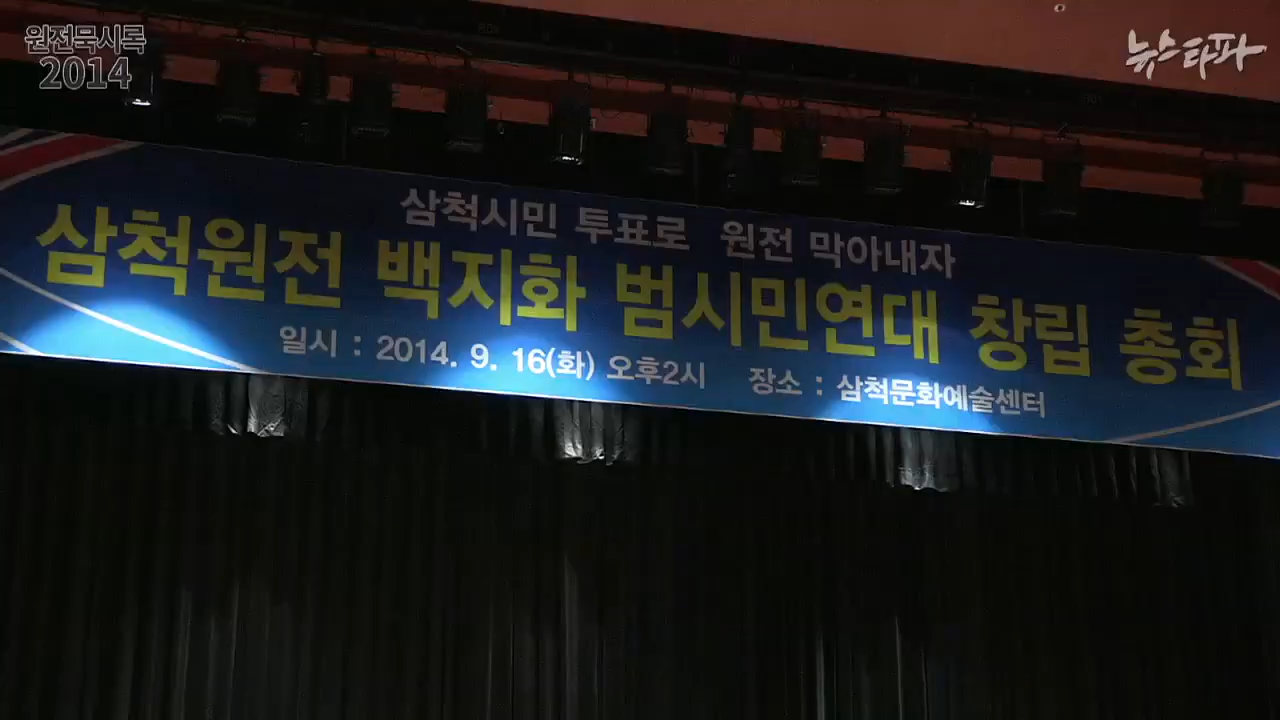 원전묵시록
2014
뉴스타파
삼척시민 투표로 원전 막아내자
삼척원전 백지화 범시민연대 창립 총회
일시 : 2014. 9. 16(화) 오후2시 장소 : 삼척문화예술센터